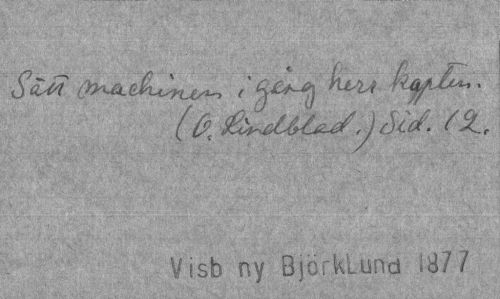 Sätt machinen i gång herr kapten.
(O. Lindblad.) Sid. 12.
Visb ny Björklund 1877